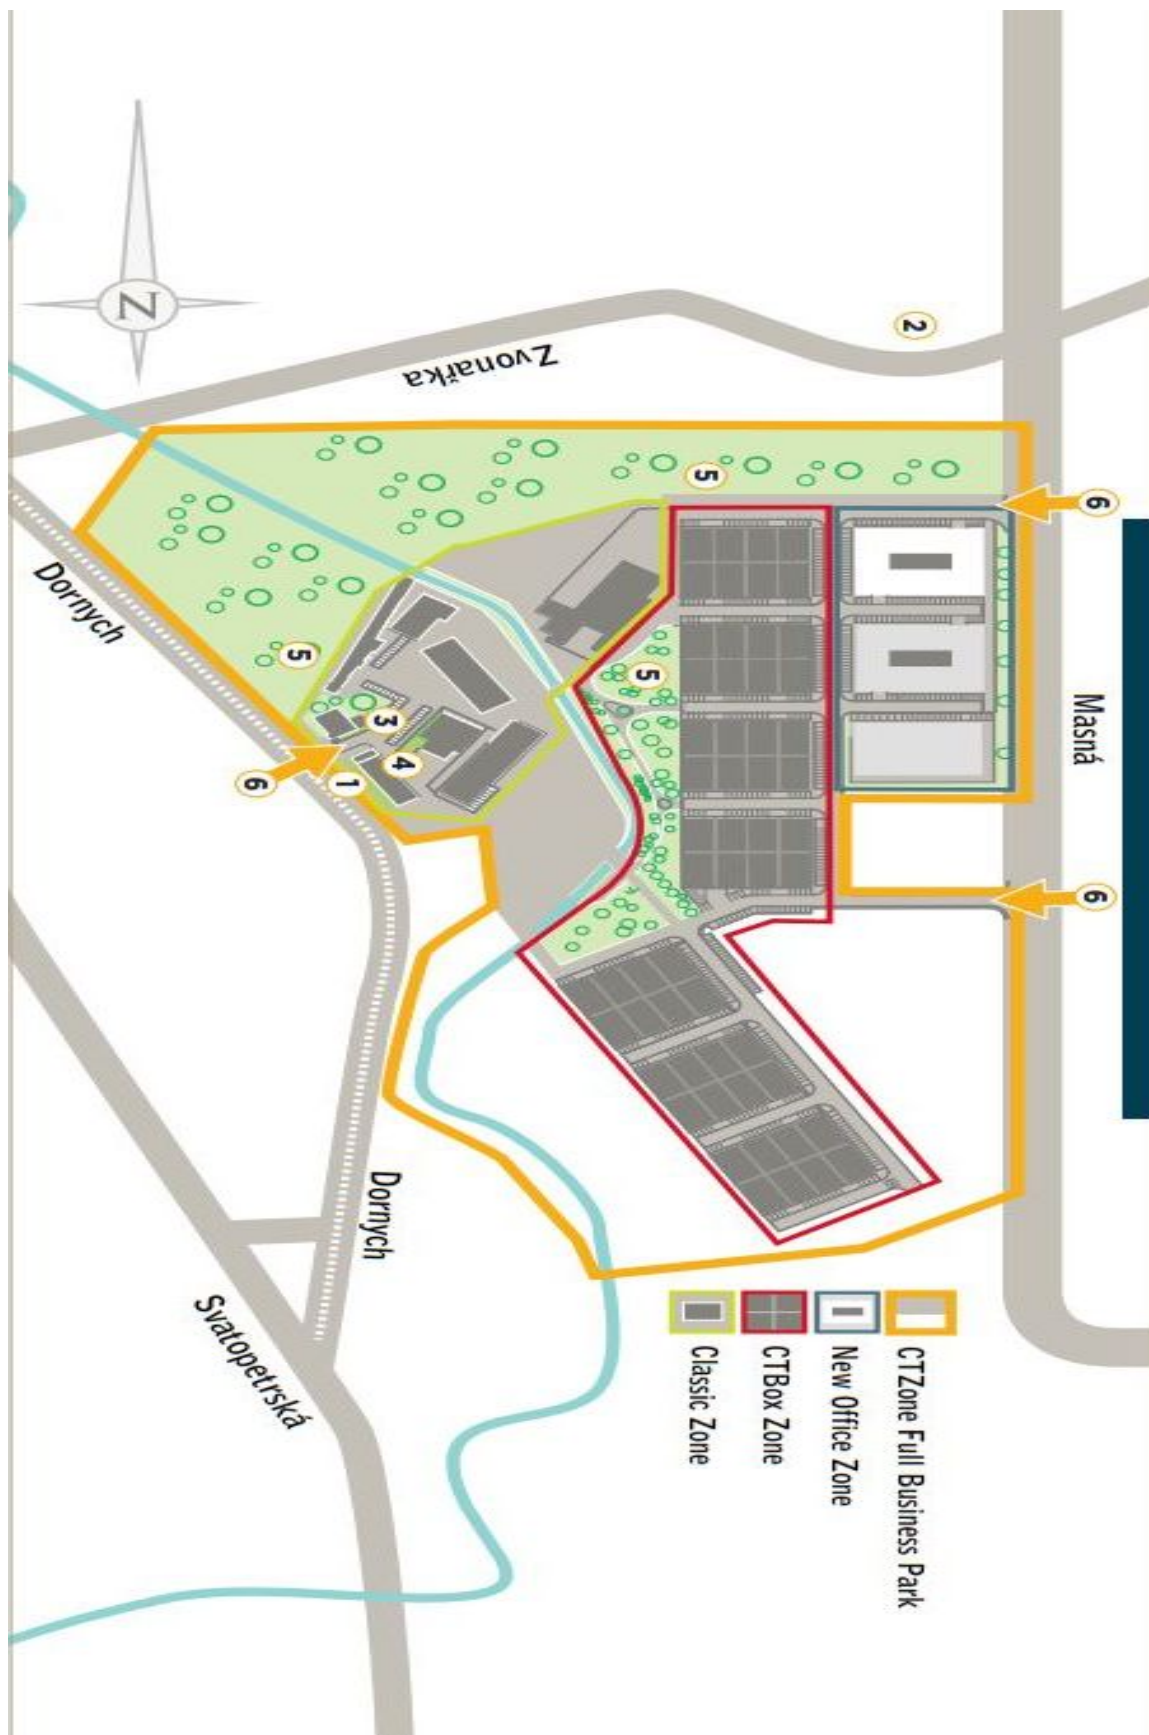 6
6
Masná
2
CTZone Full Business Park
New Office Zone
CTBox Zone
Classic Zone
5
5
Zvonařka
4
3
Dornych
1
5
6
Svatopetrská
N
Dornych